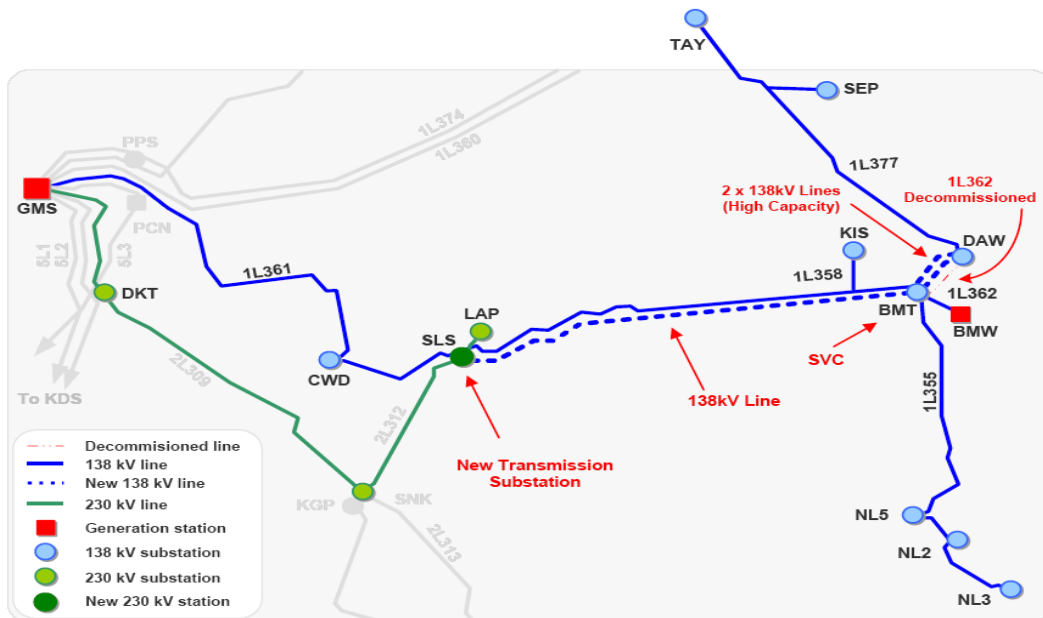 TAY
SEP
1L374
1L360
PPS
1L377
2 x 138kV Lines
(High Capacity)
1L362
Decommissioned
GMS
PCN
KIS
DAW
5L1
5L2
5L3
1L361
1L358
1L362
DKT
LAP
BMT
BMW
SLS
SVC
2L309
CWD
138kV Line
1L355
To KDS
2L312
New Transmission
Substation
KGP
SNK
2L313
NL5
NL2
NL3
Decommisioned line
138 kV line
New 138 kV line
230 kV line
Generation station
138 kV substation
230 kV substation
New 230 kV station